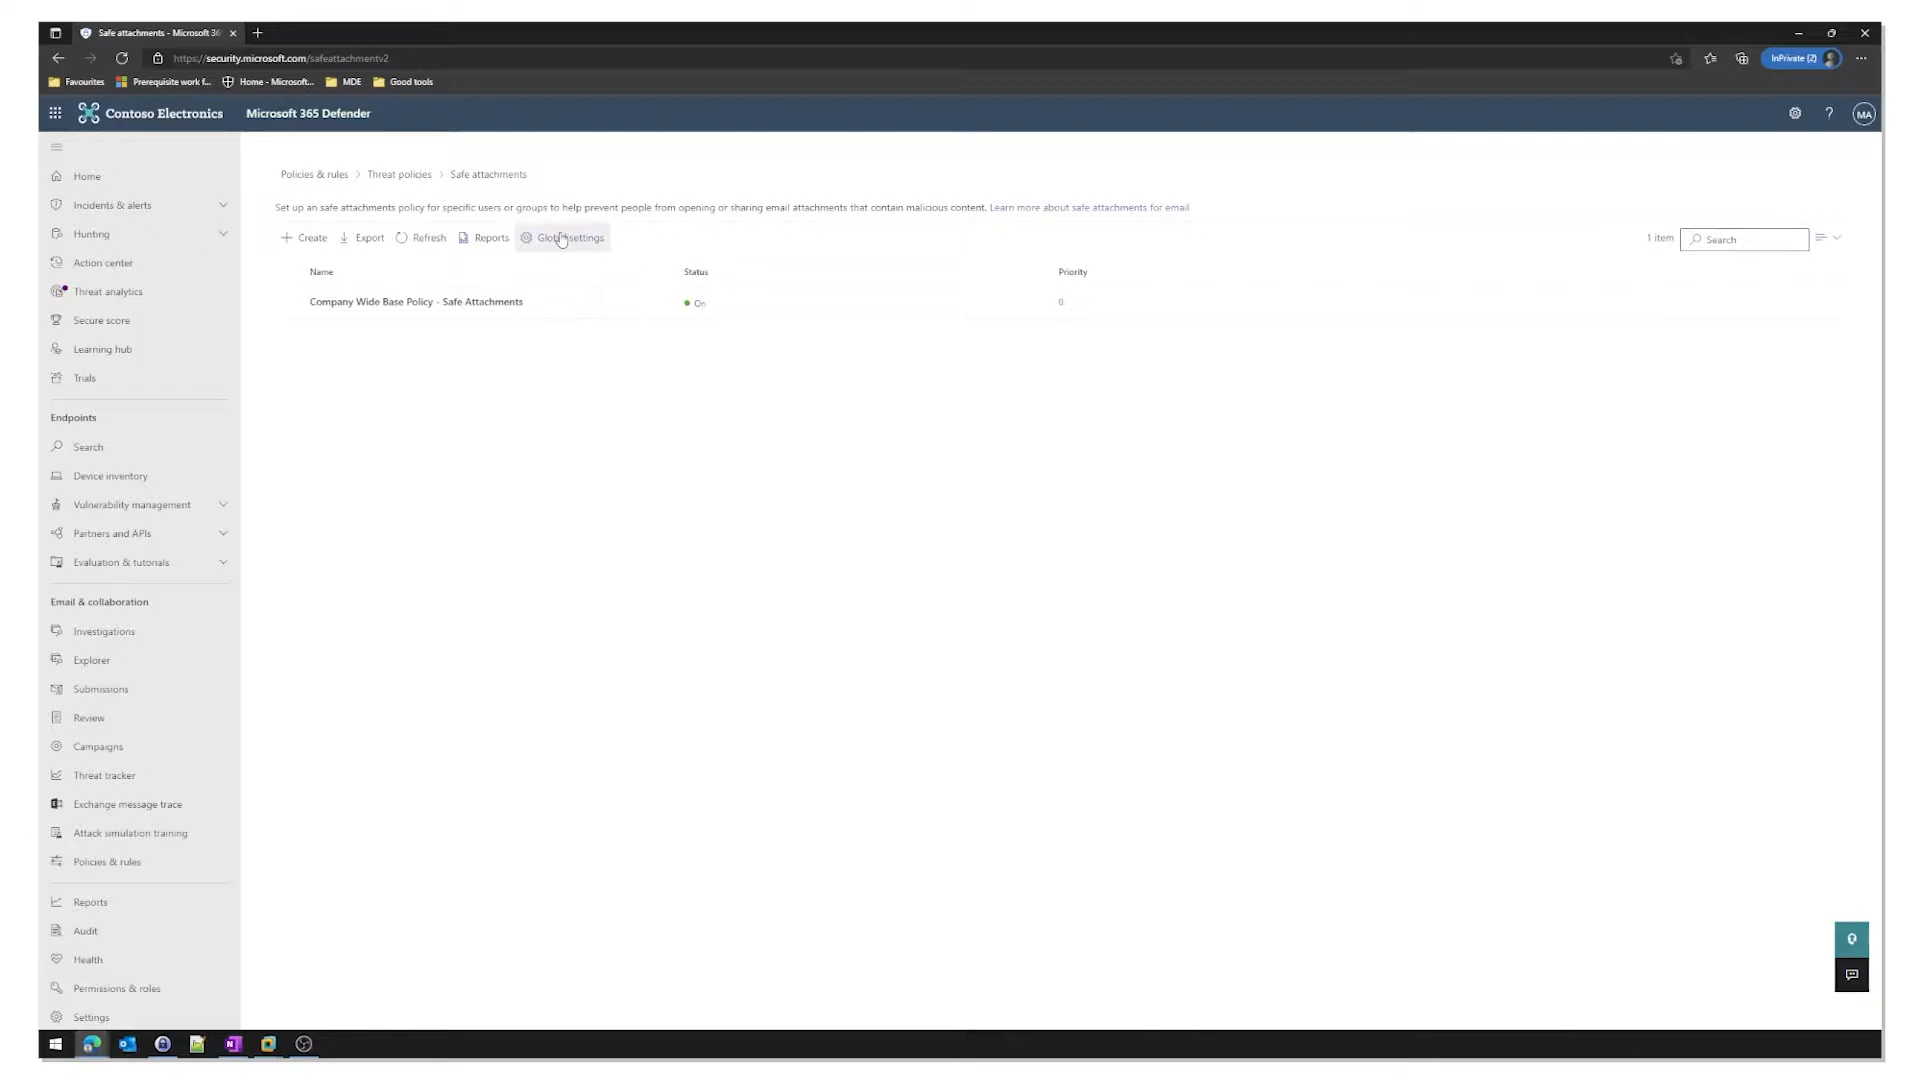 Safe attachments - Microsoft 36
https://security.microsoft.com/safeattachmentv2
InPrivate (2)
Favourites
Prerequisite work f...
Home - Microsoft...
MDE
Good tools
Contoso Electronics
Microsoft 365 Defender
?
MA
Home
Incidents & alerts
Hunting
Action center
Threat analytics
Secure score
Learning hub
Trials
Endpoints
Search
Device inventory
Vulnerability management
Partners and APIs
Evaluation & tutorials
Email & collaboration
Investigations
Explorer
Submissions
Review
Campaigns
Threat tracker
Exchange message trace
Attack simulation training
Policies & rules
Reports
Audit
Health
Permissions & roles
Settings
Policies & rules > Threat policies > Safe attachments
Set up an safe attachments policy for specific users or groups to help prevent people from opening or sharing email attachments that contain malicious content. Learn more about safe attachments for email
Create Export Refresh Reports Global settings
1 item
Search
Name Status Priority
Company Wide Base Policy - Safe Attachments On 0